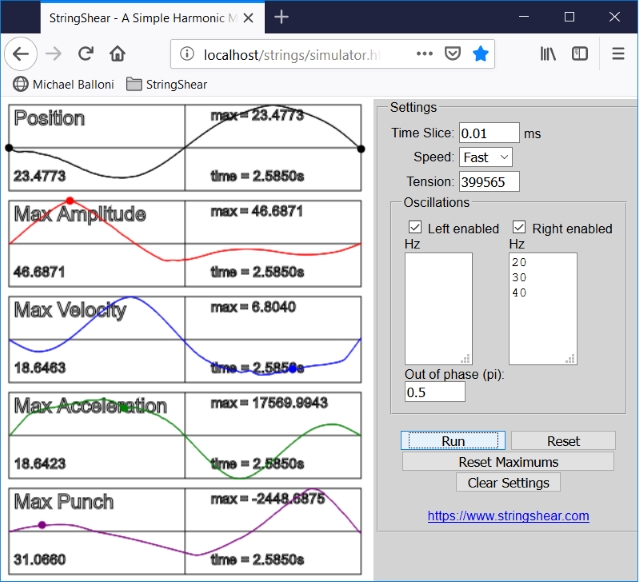 StringShear - A Simple Harmonic M
localhost/strings/simulator.h
Michael Balloni
StringShear
Position
max = 23.4773
23.4773
time = 2.5850s
Max Amplitude
max = 46.6871
46.6871
time = 2.5850s
Max Velocity
max = 6.8040
18.6463
time = 2.5850s
Max Acceleration
max = 17569.9943
18.6423
time = 2.5850s
Max Punch
max = -2448.6875
31.0660
time = 2.5850s
Settings
Time Slice: 0.01 ms
Speed: Fast
Tension: 399565
Oscillations
Left enabled Right enabled
Hz Hz
20
30
40
Out of phase (pi):
0.5
Run Reset
Reset Maximums
Clear Settings
https://www.stringshear.com